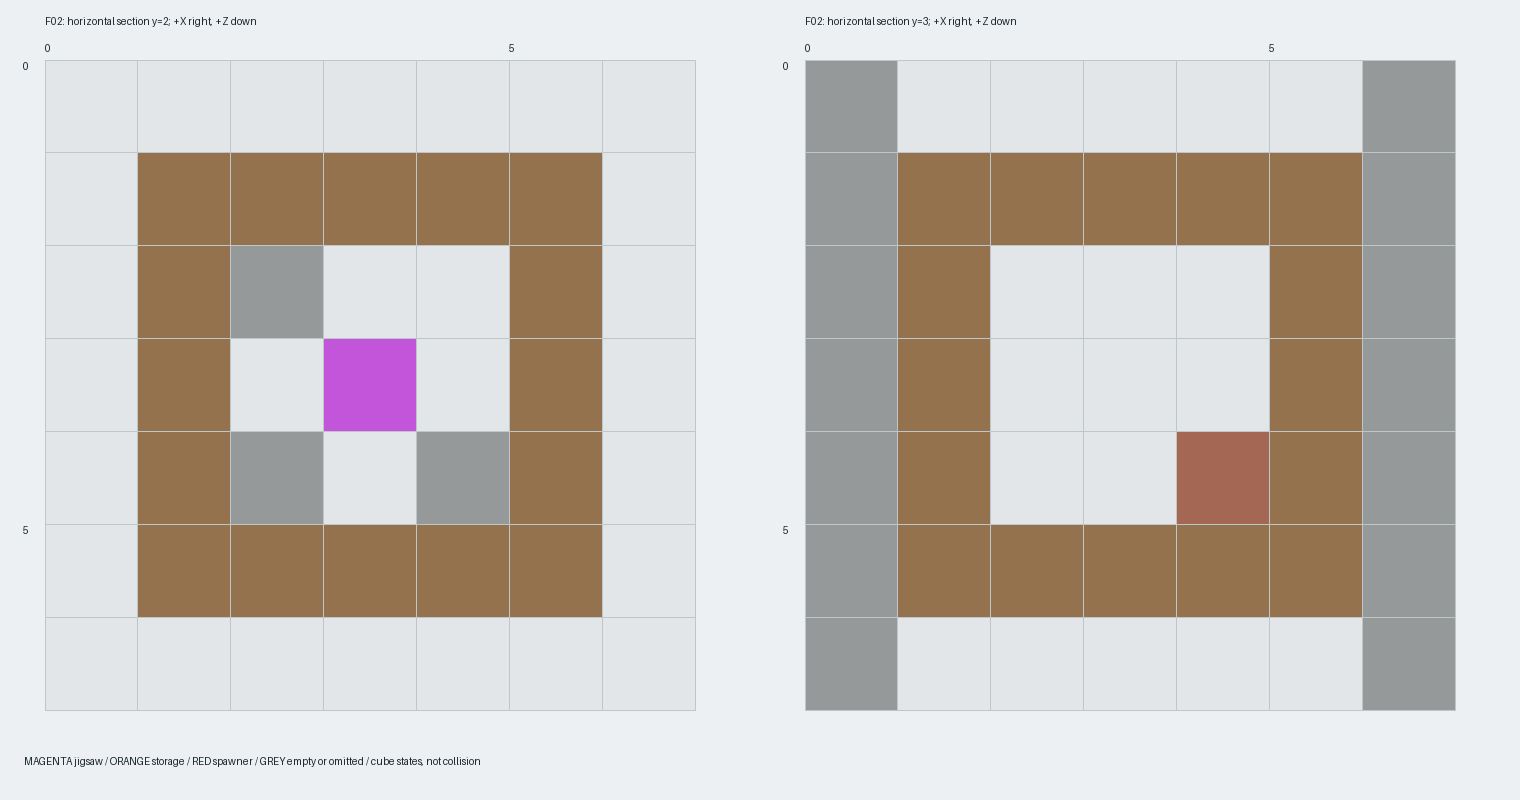 F02: horizontal section y=2; +X right, +Z down
F02: horizontal section y=3; +X right, +Z down
0 5
0 5
0
0
5
5
MAGENTA jigsaw / ORANGE storage / RED spawner / GREY empty or omitted / cube states, not collision